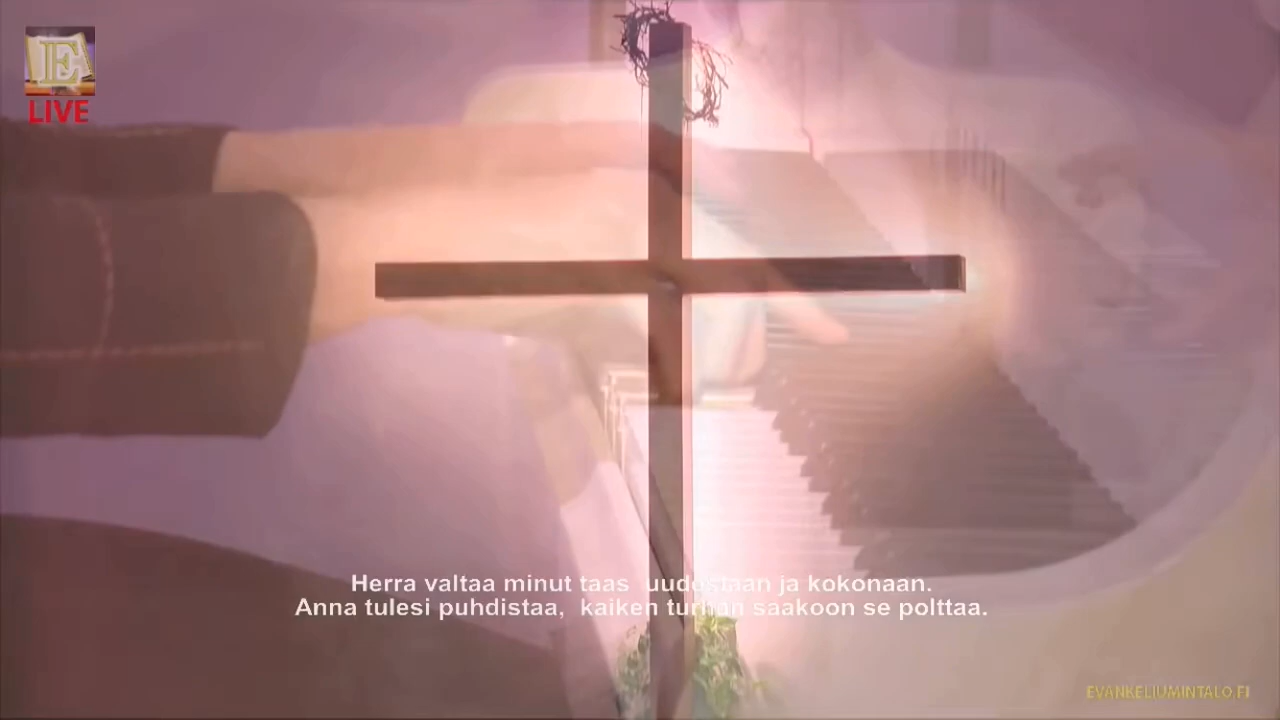 E
LIVE
Herra valtaa minut taas uudestaan ja kokonaan.
Anna tulesi puhdistaa, kaiken turhan saakoon se polttaa.
EVANKELIUMINTALO.FI